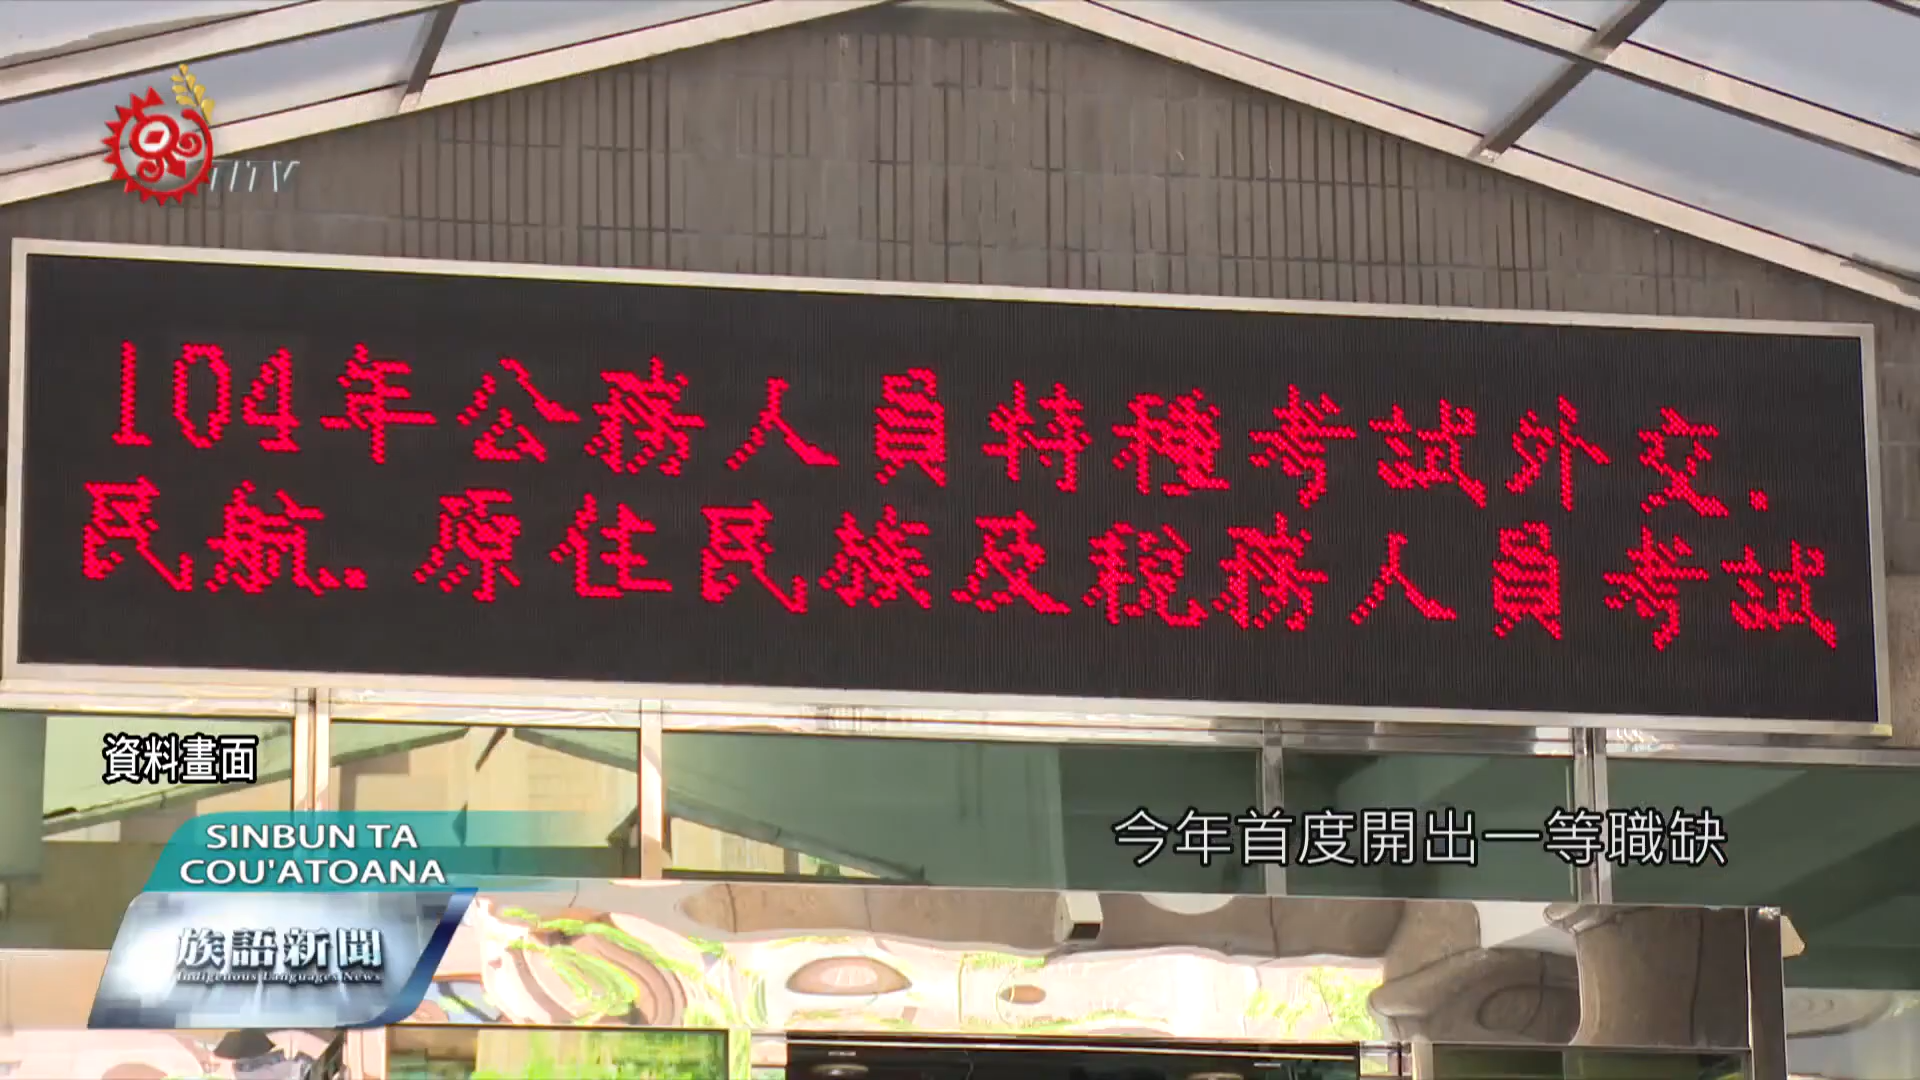 TITV
104年公務人員特種考試外交.
民航.原住民族及稅務人員考試
資料畫面
今年首度開出一等職缺
SINBUN TA
COU'ATOANA
族語新聞
Indigenous Languages News